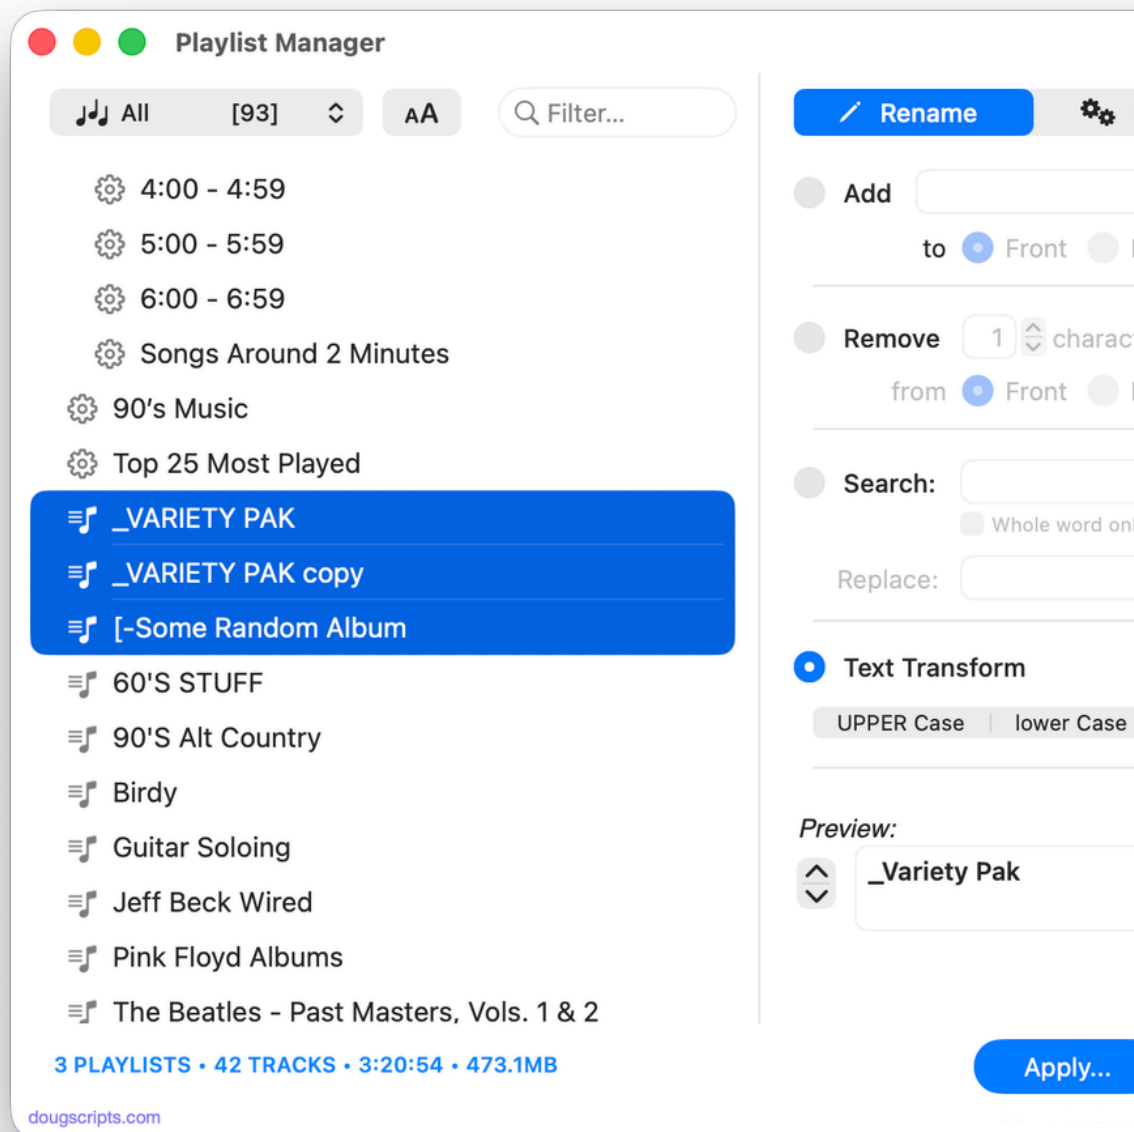 Playlist Manager
All [93] AA Filter...
4:00 - 4:59
5:00 - 5:59
6:00 - 6:59
Songs Around 2 Minutes
90’s Music
Top 25 Most Played
_VARIETY PAK
_VARIETY PAK copy
[-Some Random Album
60'S STUFF
90'S Alt Country
Birdy
Guitar Soloing
Jeff Beck Wired
Pink Floyd Albums
The Beatles - Past Masters, Vols. 1 & 2
3 PLAYLISTS • 42 TRACKS • 3:20:54 • 473.1MB
dougscripts.com
Rename
Add
to Front
Remove 1 charac
from Front
Search:
Whole word onl
Replace:
Text Transform
UPPER Case lower Case
Preview:
_Variety Pak
Apply...